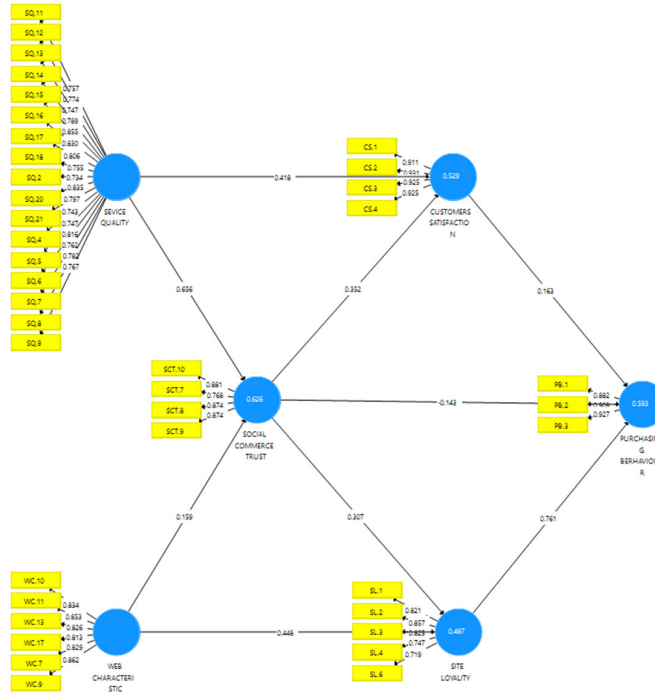 SQ.11
SQ.12
SQ.13
SQ.14
SQ.15
SQ.16
SQ.17
SQ.18
SQ.2
SQ.20
SQ.21
SQ.4
SQ.5
SQ.6
SQ.7
SQ.8
SQ.9
0.757
0.774
0.747
0.789
0.855
0.830
0.806
0.755
0.734
0.835
0.797
0.743
0.747
0.816
0.762
0.782
0.767
SEVICE
QUALITY
0.418
CS.1
CS.2
CS.3
CS.4
0.911
0.931
0.925
0.925
0.529
CUSTOMERS
SATISFACTIO
N
0.656
0.352
0.163
SCT.10
SCT.7
SCT.8
SCT.9
0.881
0.768
0.874
0.874
0.626
SOCIAL
COMMERCE
TRUST
-0.143
PB.1
PB.2
PB.3
0.882
0.927
0.593
PURCHASIN
G
BERHAVIOU
R
0.159
0.307
0.761
WC.10
WC.11
WC.13
WC.17
WC.7
WC.9
0.834
0.853
0.826
0.813
0.829
0.862
WEB
CHARACTERI
STIC
0.448
SL.1
SL.2
SL.3
SL.4
SL.6
0.821
0.857
0.825
0.747
0.719
0.487
SITE
LOYALITY